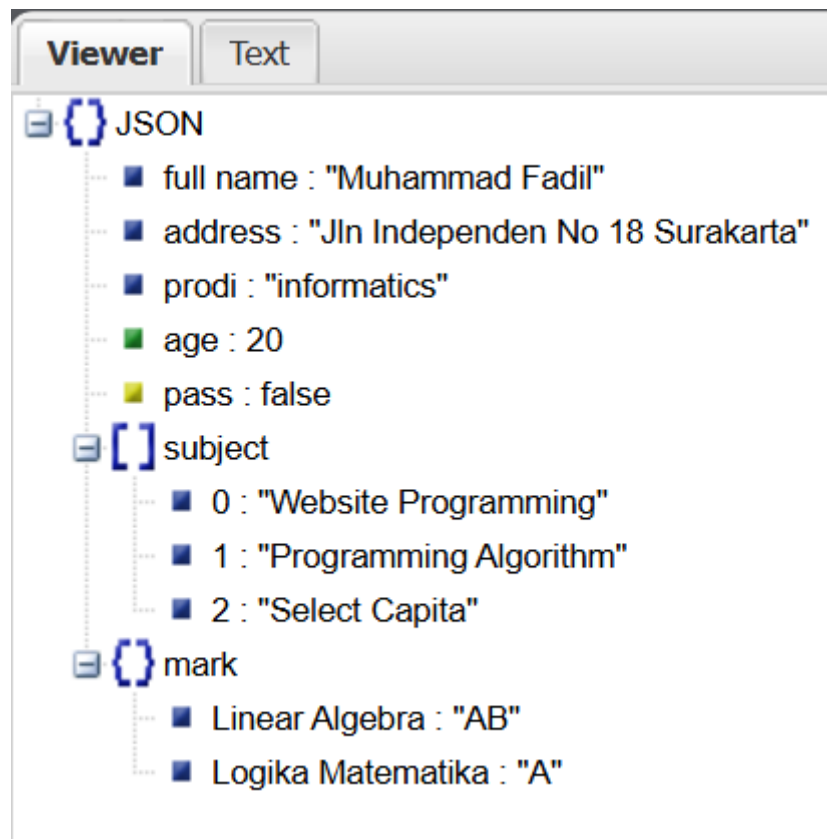 Viewer Text
JSON
full name : "Muhammad Fadil"
address : "Jln Independen No 18 Surakarta"
prodi : "informatics"
age : 20
pass : false
subject
0 : "Website Programming"
1 : "Programming Algorithm"
2 : "Select Capita"
mark
Linear Algebra : "AB"
Logika Matematika : "A"